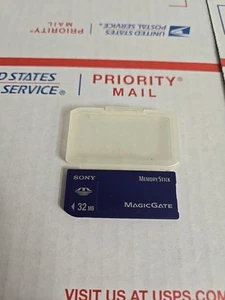 UNITED STATES
PRIORITY
POSTAL SERVICE
MAIL
D STATES
SERVICE®
PRIORITY®
MAIL
SONY
MEMORY STICK
32 MB
MAGICGATE
VISIT US AT USPS.CO